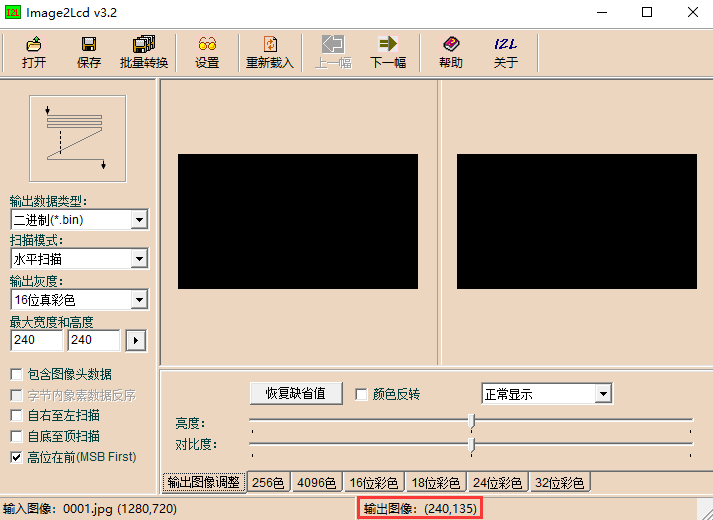 I2L Image2Lcd v3.2
打开 保存 批量转换 设置 重新载入 上一幅 下一幅 帮助 I2L 关于
输出数据类型:
二进制(*.bin)
扫描模式:
水平扫描
输出灰度:
16位真彩色
最大宽度和高度
240 240
包含图像头数据
字节内象素数据反序
自右至左扫描
自底至顶扫描
高位在前(MSB First)
恢复缺省值 颜色反转 正常显示
亮度:
对比度:
输出图像调整 256色 4096色 16位彩色 18位彩色 24位彩色 32位彩色
输入图像: 0001.jpg (1280,720) 输出图像: (240,135)